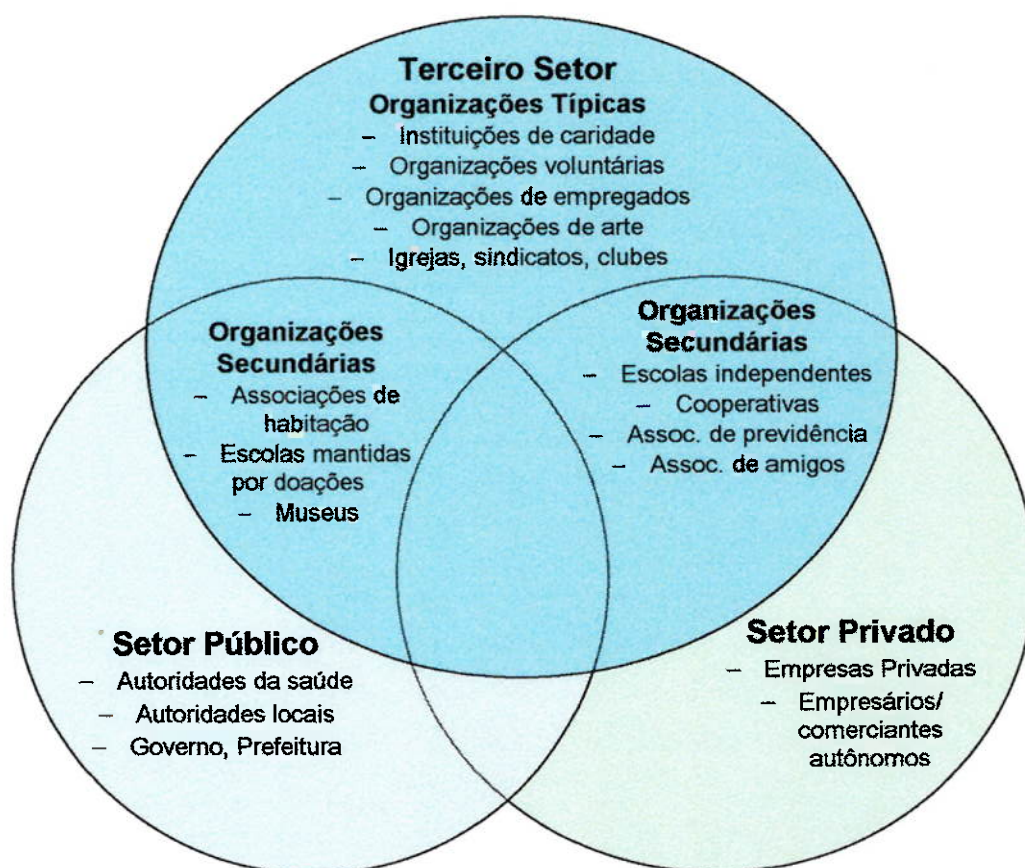 Terceiro Setor
Organizações Típicas
– Instituições de caridade
– Organizações voluntárias
– Organizações de empregados
– Organizações de arte
– Igrejas, sindicatos, clubes
Organizações
Secundárias
– Associações de
habitação
– Escolas mantidas
por doações
– Museus
Organizações
Secundárias
– Escolas independentes
– Cooperativas
– Assoc. de previdência
– Assoc. de amigos
Setor Público
– Autoridades da saúde
– Autoridades locais
– Governo, Prefeitura
Setor Privado
– Empresas Privadas
– Empresários/
comerciantes
autônomos